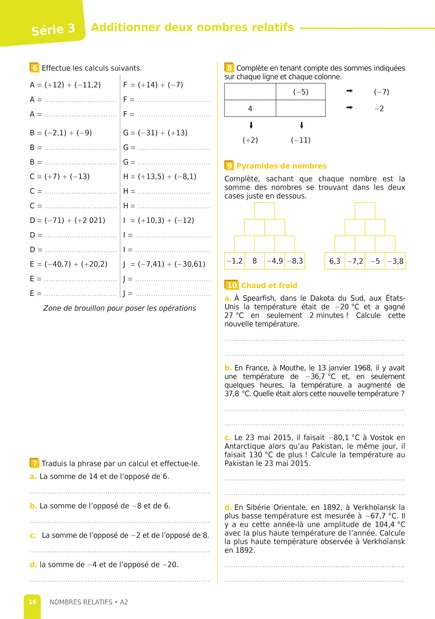 Série 3
Additionner deux nombres relatifs
6 Effectue les calculs suivants.
A = (+12) + (−11,2)
A = ................................
A = ................................
B = (−2,1) + (−9)
B = ................................
B = ................................
C = (+7) + (−13)
C = ................................
C = ................................
D = (−71) + (+2 021)
D = ................................
D = ................................
E = (−40,7) + (+20,2)
E = ................................
E = ................................
F = (+14) + (−7)
F = ................................
F = ................................
G = (−31) + (+13)
G = ................................
G = ................................
H = (+13,5) + (−8,1)
H = ................................
H = ................................
I = (+10,3) + (−12)
I = ................................
I = ................................
J = (−7,41) + (−30,61)
J = ................................
J = ................................
Zone de brouillon pour poser les opérations
7 Traduis la phrase par un calcul et effectue-le.
a. La somme de 14 et de l'opposé de 6.
b. La somme de l'opposé de −8 et de 6.
c. La somme de l'opposé de −2 et de l'opposé de 8.
d. la somme de −4 et de l'opposé de −20.
8 Complète en tenant compte des sommes indiquées
sur chaque ligne et chaque colonne.
(−5) ➡ (−7)
4 ➡ −2
⬇ ⬇
(+2) (−11)
9 Pyramides de nombres
Complète, sachant que chaque nombre est la
somme des nombres se trouvant dans les deux
cases juste en dessous.
−1,2 8 −4,9 −8,3
6,3 −7,2 −5 −3,8
10 Chaud et froid
a. À Spearfish, dans le Dakota du Sud, aux États-
Unis la température était de −20 °C et a gagné
27 °C en seulement 2 minutes ! Calcule cette
nouvelle température.
b. En France, à Mouthe, le 13 janvier 1968, il y avait
une température de −36,7 °C et, en seulement
quelques heures, la température a augmenté de
37,8 °C. Quelle était alors cette nouvelle température ?
c. Le 23 mai 2015, il faisait −80,1 °C à Vostok en
Antarctique alors qu'au Pakistan, le même jour, il
faisait 130 °C de plus ! Calcule la température au
Pakistan le 23 mai 2015.
d. En Sibérie Orientale, en 1892, à Verkhoïansk la
plus basse température est mesurée à −67,7 °C. Il
y a eu cette année-là une amplitude de 104,4 °C
avec la plus haute température de l'année. Calcule
la plus haute température observée à Verkhoïansk
en 1892.
16 NOMBRES RELATIFS • A2